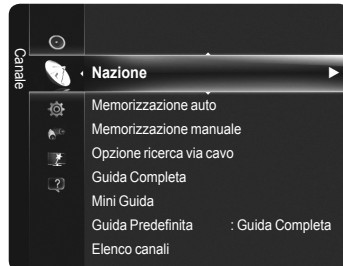 Canale
Nazione
Memorizzazione auto
Memorizzazione manuale
Opzione ricerca via cavo
Guida Completa
Mini Guida
Guida Predefinita : Guida Completa
Elenco canali